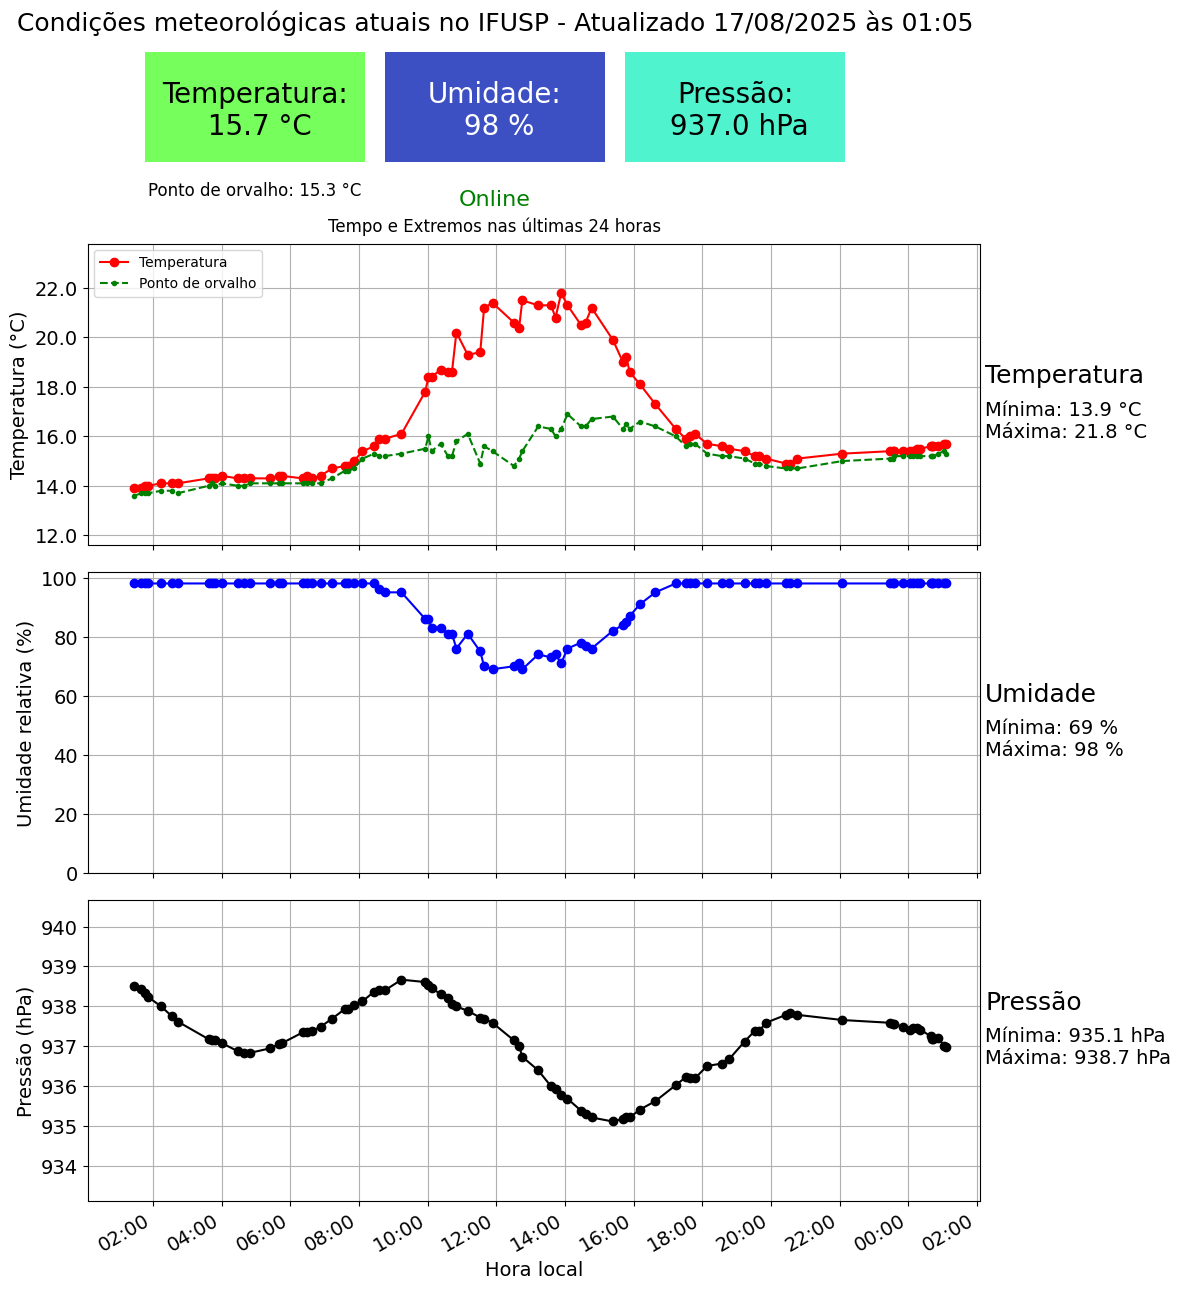 Condições meteorológicas atuais no IFUSP - Atualizado 17/08/2025 às 01:05
Temperatura:
15.7 °C
Umidade:
98 %
Pressão:
937.0 hPa
Ponto de orvalho: 15.3 °C
Online
Tempo e Extremos nas últimas 24 horas
Temperatura
Ponto de orvalho
Temperatura (°C)
22.0
20.0
18.0
16.0
14.0
12.0
Temperatura
Mínima: 13.9 °C
Máxima: 21.8 °C
Umidade relativa (%)
100
80
60
40
20
0
Umidade
Mínima: 69 %
Máxima: 98 %
Pressão (hPa)
940
939
938
937
936
935
934
Pressão
Mínima: 935.1 hPa
Máxima: 938.7 hPa
02:00
04:00
06:00
08:00
10:00
12:00
14:00
16:00
18:00
20:00
22:00
00:00
02:00
Hora local